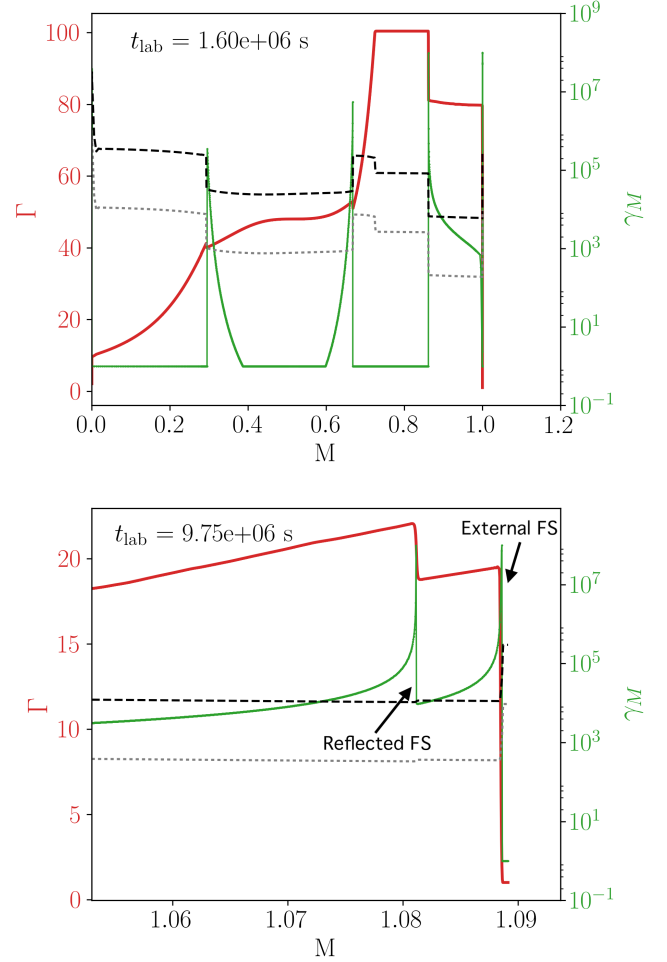 t_lab = 1.60e+06 s
100
80
60
40
20
0
Γ
10^9
10^7
10^5
10^3
10^1
10^−1
γ_M
0.0 0.2 0.4 0.6 0.8 1.0 1.2
M
t_lab = 9.75e+06 s
External FS
Reflected FS
20
15
10
5
0
Γ
10^7
10^5
10^3
10^1
10^−1
γ_M
1.06 1.07 1.08 1.09
M